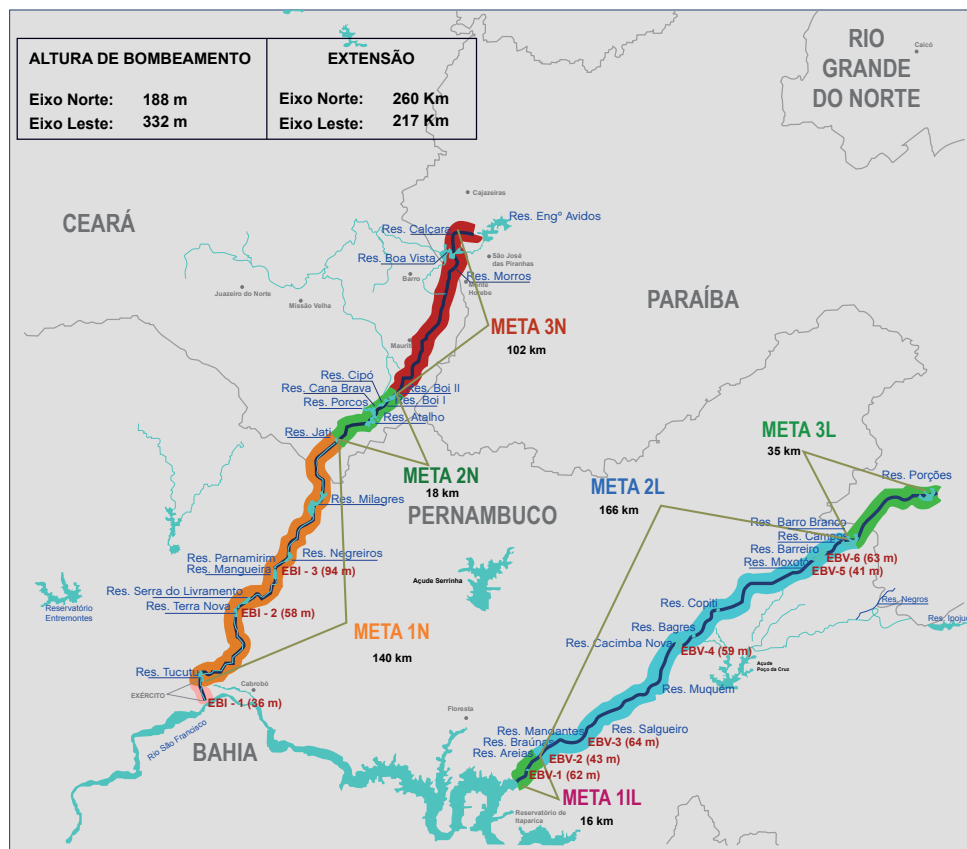 ALTURA DE BOMBEAMENTO
Eixo Norte: 188 m
Eixo Leste: 332 m
EXTENSÃO
Eixo Norte: 260 Km
Eixo Leste: 217 Km
RIO
GRANDE
DO NORTE
Caicó
CEARÁ
Cajazeiras
Res. Engº Avidos
Res. Calçara
Res. Boa Vista
São José
das Piranhas
Barro
Res. Morros
Monte
Horebe
Juazeiro do Norte
Missão Velha
PARAÍBA
META 3N
102 km
Mauriti
Res. Cipó
Res. Cana Brava
Res. Boi II
Res. Porcos
Res. Boi I
Res. Atalho
Res. Jati
META 2N
18 km
META 3L
35 km
META 2L
166 km
Res. Porções
Res. Milagres
PERNAMBUCO
Res. Barro Branco
Res. Campos
Res. Barreiro
Res. Moxotó
EBV-6 (63 m)
EBV-5 (41 m)
Res. Parnamirim
Res. Negreiros
Res. Mangueira
EBI - 3 (94 m)
Açude Serrinha
Res. Serra do Livramento
Res. Terra Nova
EBI - 2 (58 m)
Reservatório
Entremontes
Res. Negros
Res. Copiti
Res. Ipojuca
META 1N
140 km
Res. Bagres
Res. Cacimba Nova
EBV-4 (59 m)
Açude
Poço da Cruz
Res. Tucutu
Cabrobó
EXÉRCITO
EBI - 1 (36 m)
Res. Muquém
Floresta
Rio São Francisco
BAHIA
Res. Mandantes
Res. Salgueiro
Res. Braúnas
EBV-3 (64 m)
Res. Areias
EBV-2 (43 m)
EBV-1 (62 m)
META 1IL
16 km
Reservatório de
Itaparica